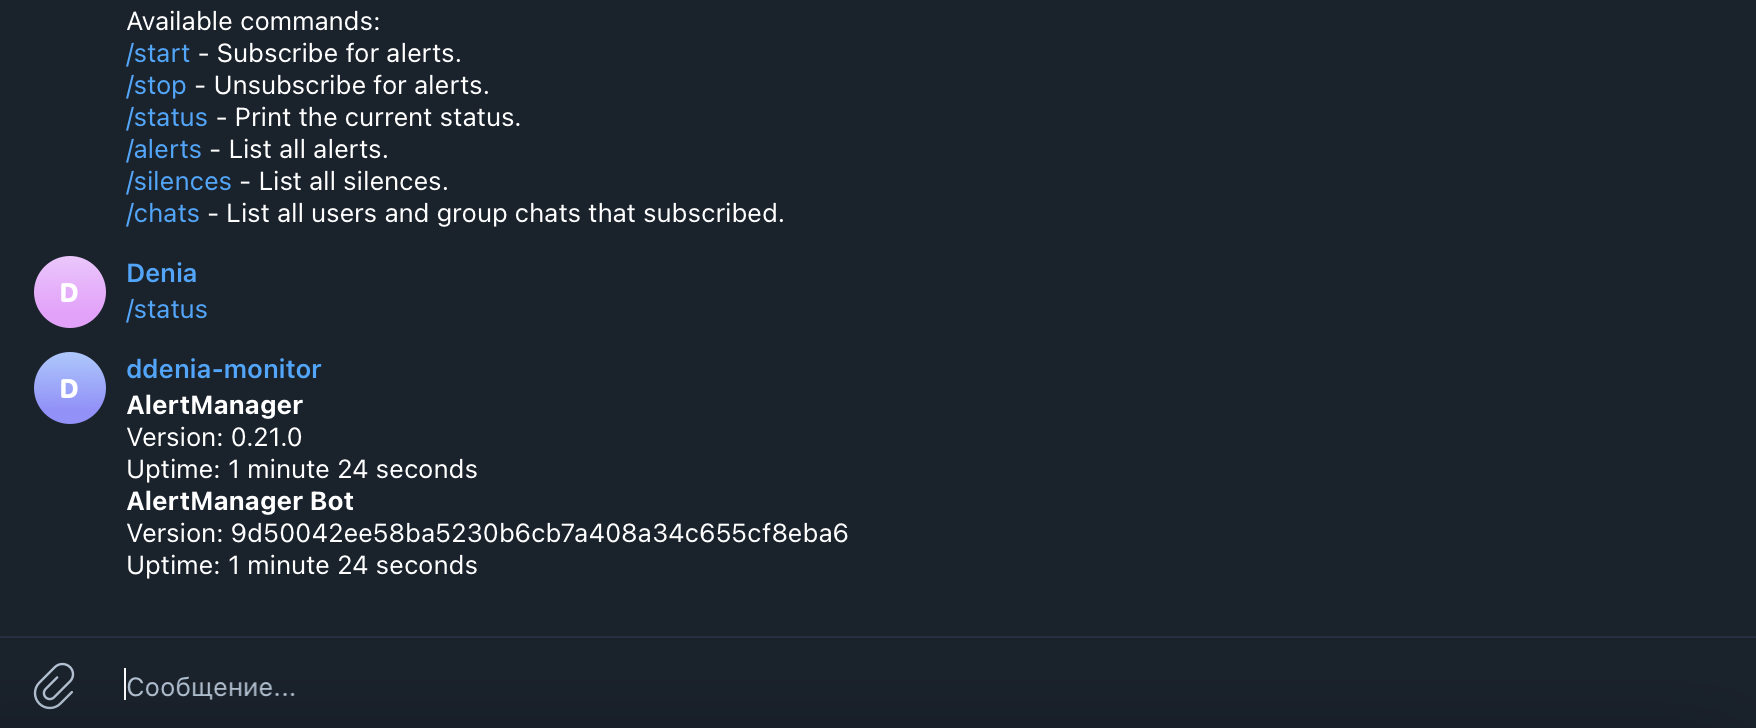 Available commands:
/start - Subscribe for alerts.
/stop - Unsubscribe for alerts.
/status - Print the current status.
/alerts - List all alerts.
/silences - List all silences.
/chats - List all users and group chats that subscribed.
D
Denia
/status
D
ddenia-monitor
AlertManager
Version: 0.21.0
Uptime: 1 minute 24 seconds
AlertManager Bot
Version: 9d50042ee58ba5230b6cb7a408a34c655cf8eba6
Uptime: 1 minute 24 seconds
Сообщение...